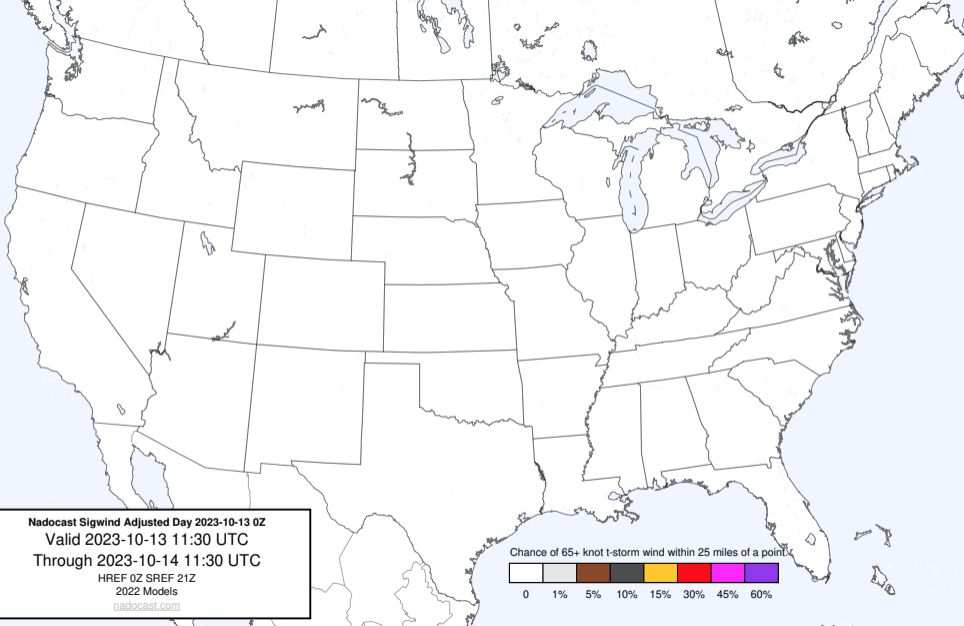 Nadocast Sigwind Adjusted Day 2023-10-13 0Z
Valid 2023-10-13 11:30 UTC
Through 2023-10-14 11:30 UTC
HREF 0Z SREF 21Z
2022 Models
nadocast.com
Chance of 65+ knot t-storm wind within 25 miles of a point.
0 1% 5% 10% 15% 30% 45% 60%